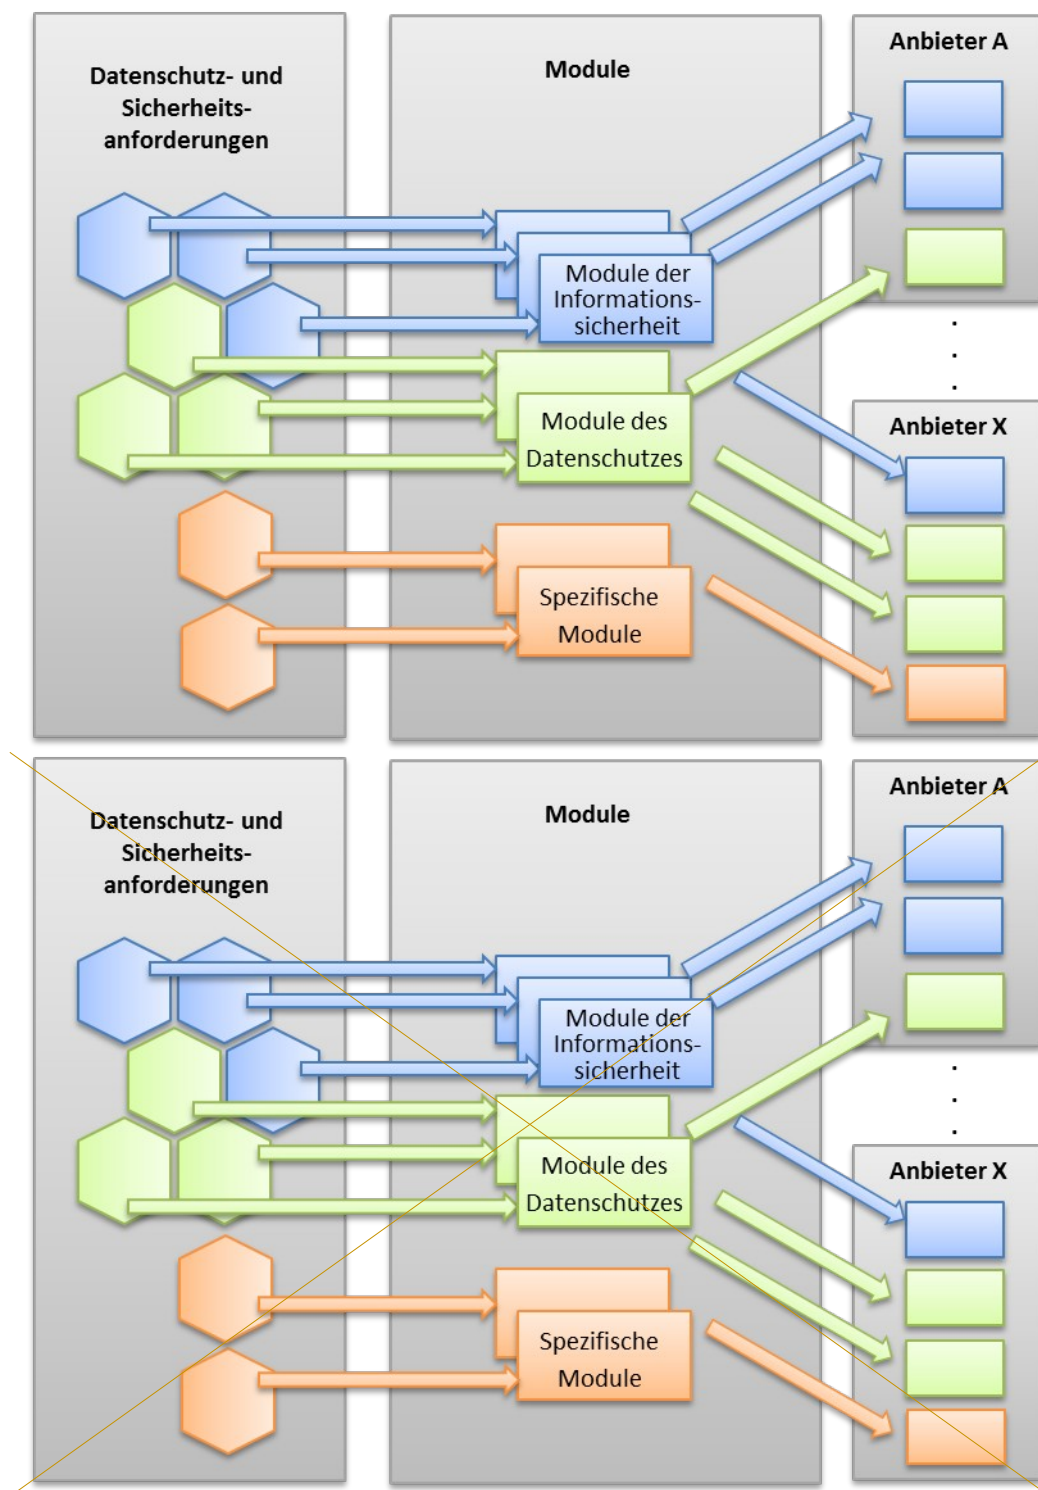 Datenschutz- und
Sicherheits-
anforderungen
Module
Anbieter A
Module der
Informations-
sicherheit
Module des
Datenschutzes
Anbieter X
Spezifische
Module
Datenschutz- und
Sicherheits-
anforderungen
Module
Anbieter A
Module der
Informations-
sicherheit
Module des
Datenschutzes
Anbieter X
Spezifische
Module